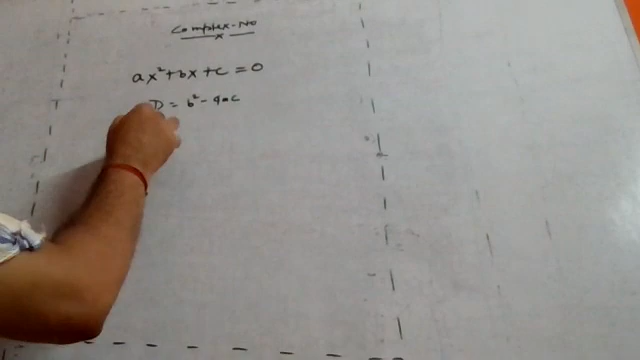 Complex-No
ax²+bx+c=0
D = b²-4ac